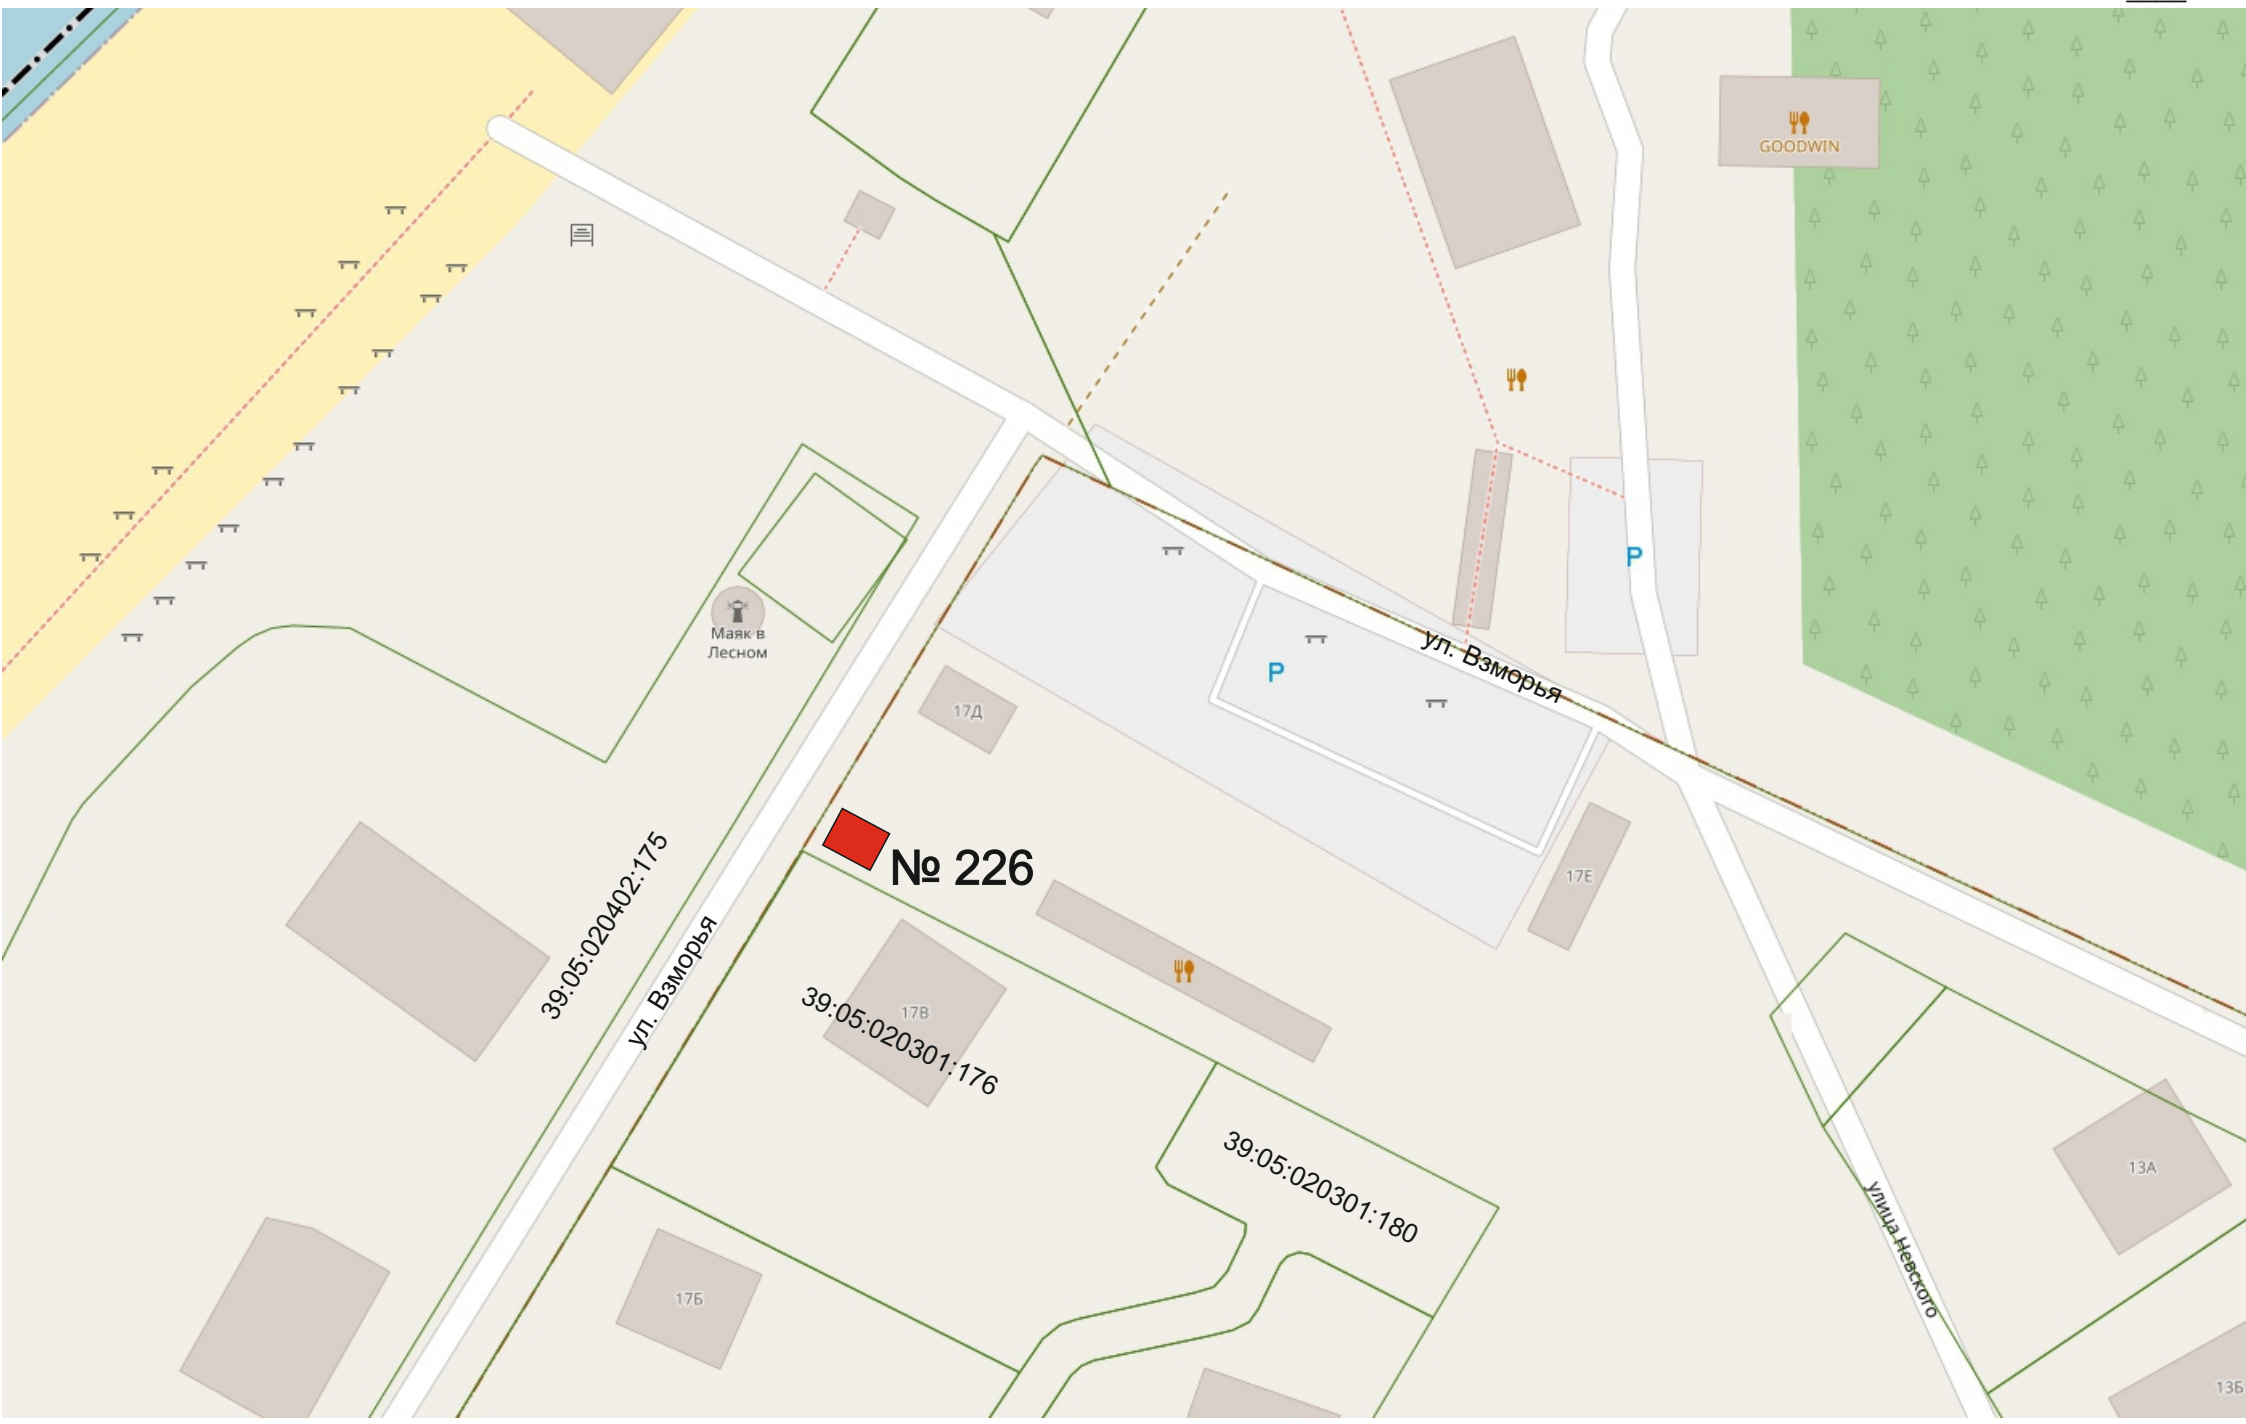 GOODWIN
P
Маяк в
Лесном
ул. Взморья
P
17Д
№ 226
17Е
39:05:020402:175
ул. Взморья
17В
39:05:020301:176
39:05:020301:180
13А
улица Невского
17Б
13Б